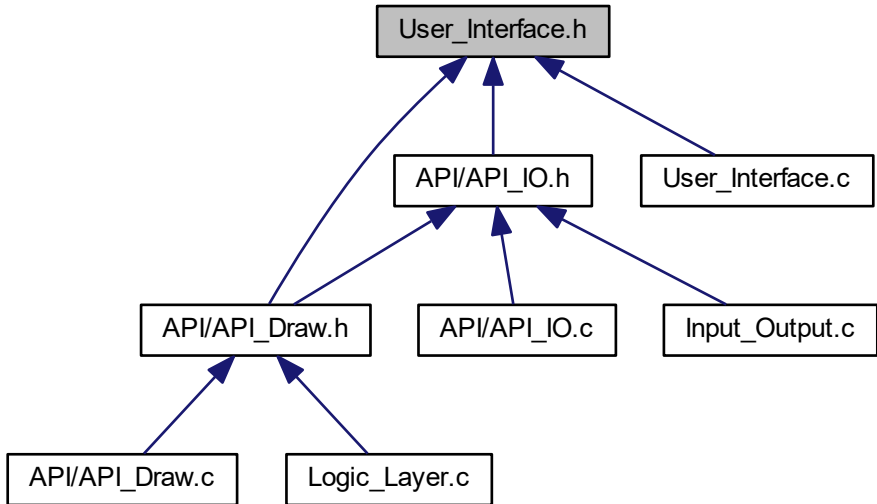 User_Interface.h
API/API_IO.h
User_Interface.c
API/API_Draw.h
API/API_IO.c
Input_Output.c
API/API_Draw.c
Logic_Layer.c